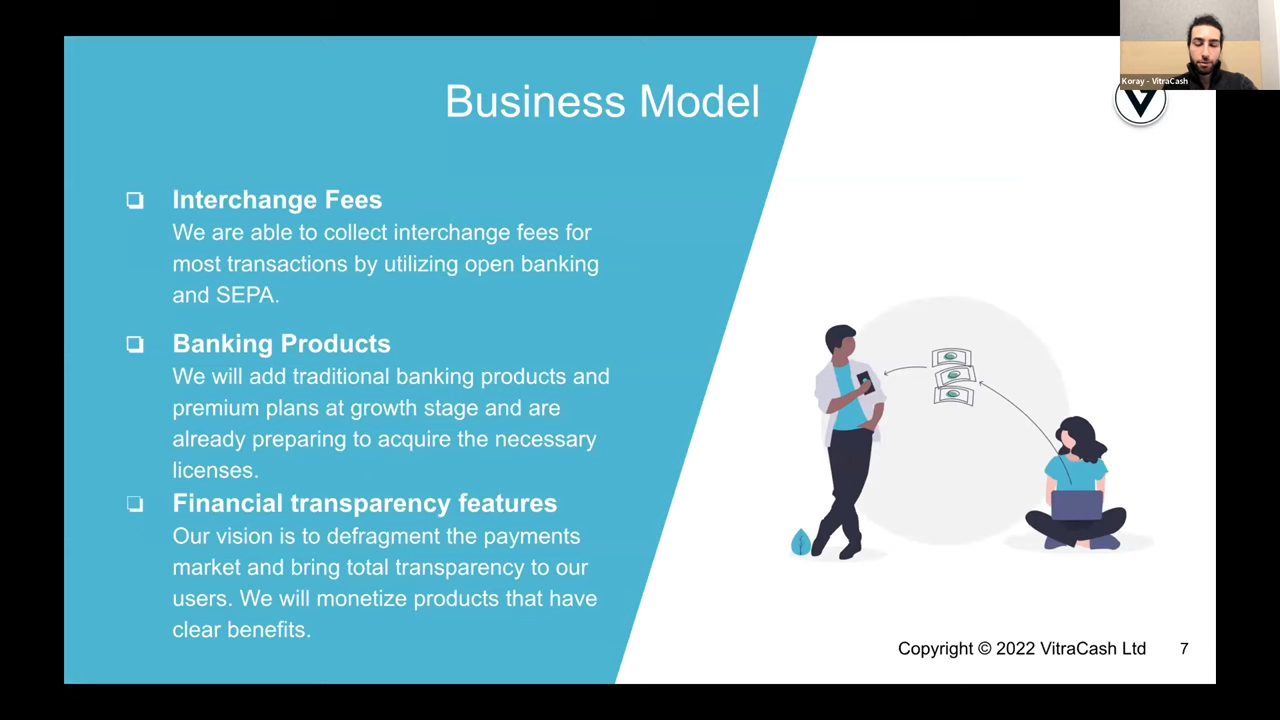 Koray - VitraCash
Business Model
Interchange Fees
We are able to collect interchange fees for
most transactions by utilizing open banking
and SEPA.
Banking Products
We will add traditional banking products and
premium plans at growth stage and are
already preparing to acquire the necessary
licenses.
Financial transparency features
Our vision is to defragment the payments
market and bring total transparency to our
users. We will monetize products that have
clear benefits.
Copyright © 2022 VitraCash Ltd
7